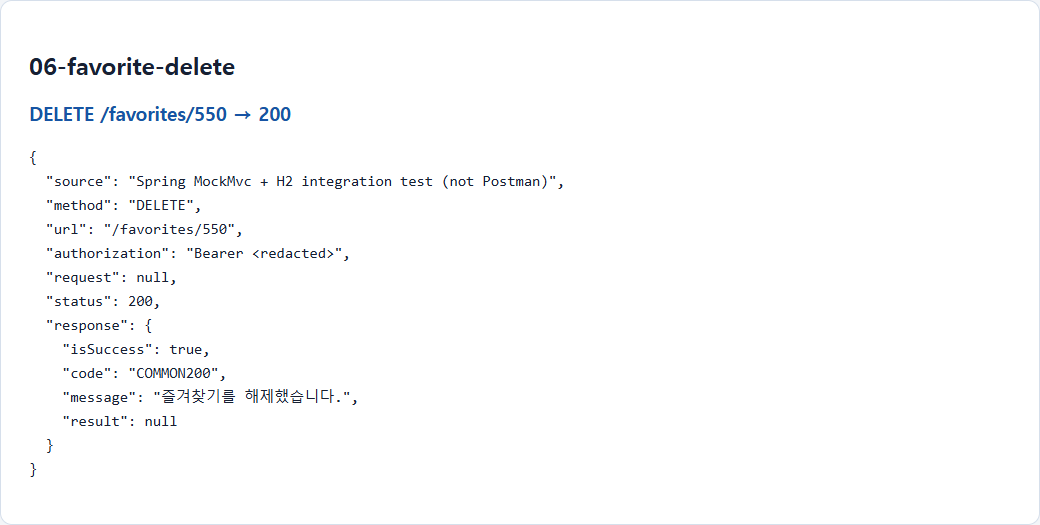 06-favorite-delete
DELETE /favorites/550 → 200
{
  "source": "Spring MockMvc + H2 integration test (not Postman)",
  "method": "DELETE",
  "url": "/favorites/550",
  "authorization": "Bearer <redacted>",
  "request": null,
  "status": 200,
  "response": {
    "isSuccess": true,
    "code": "COMMON200",
    "message": "즐겨찾기를 해제했습니다.",
    "result": null
  }
}